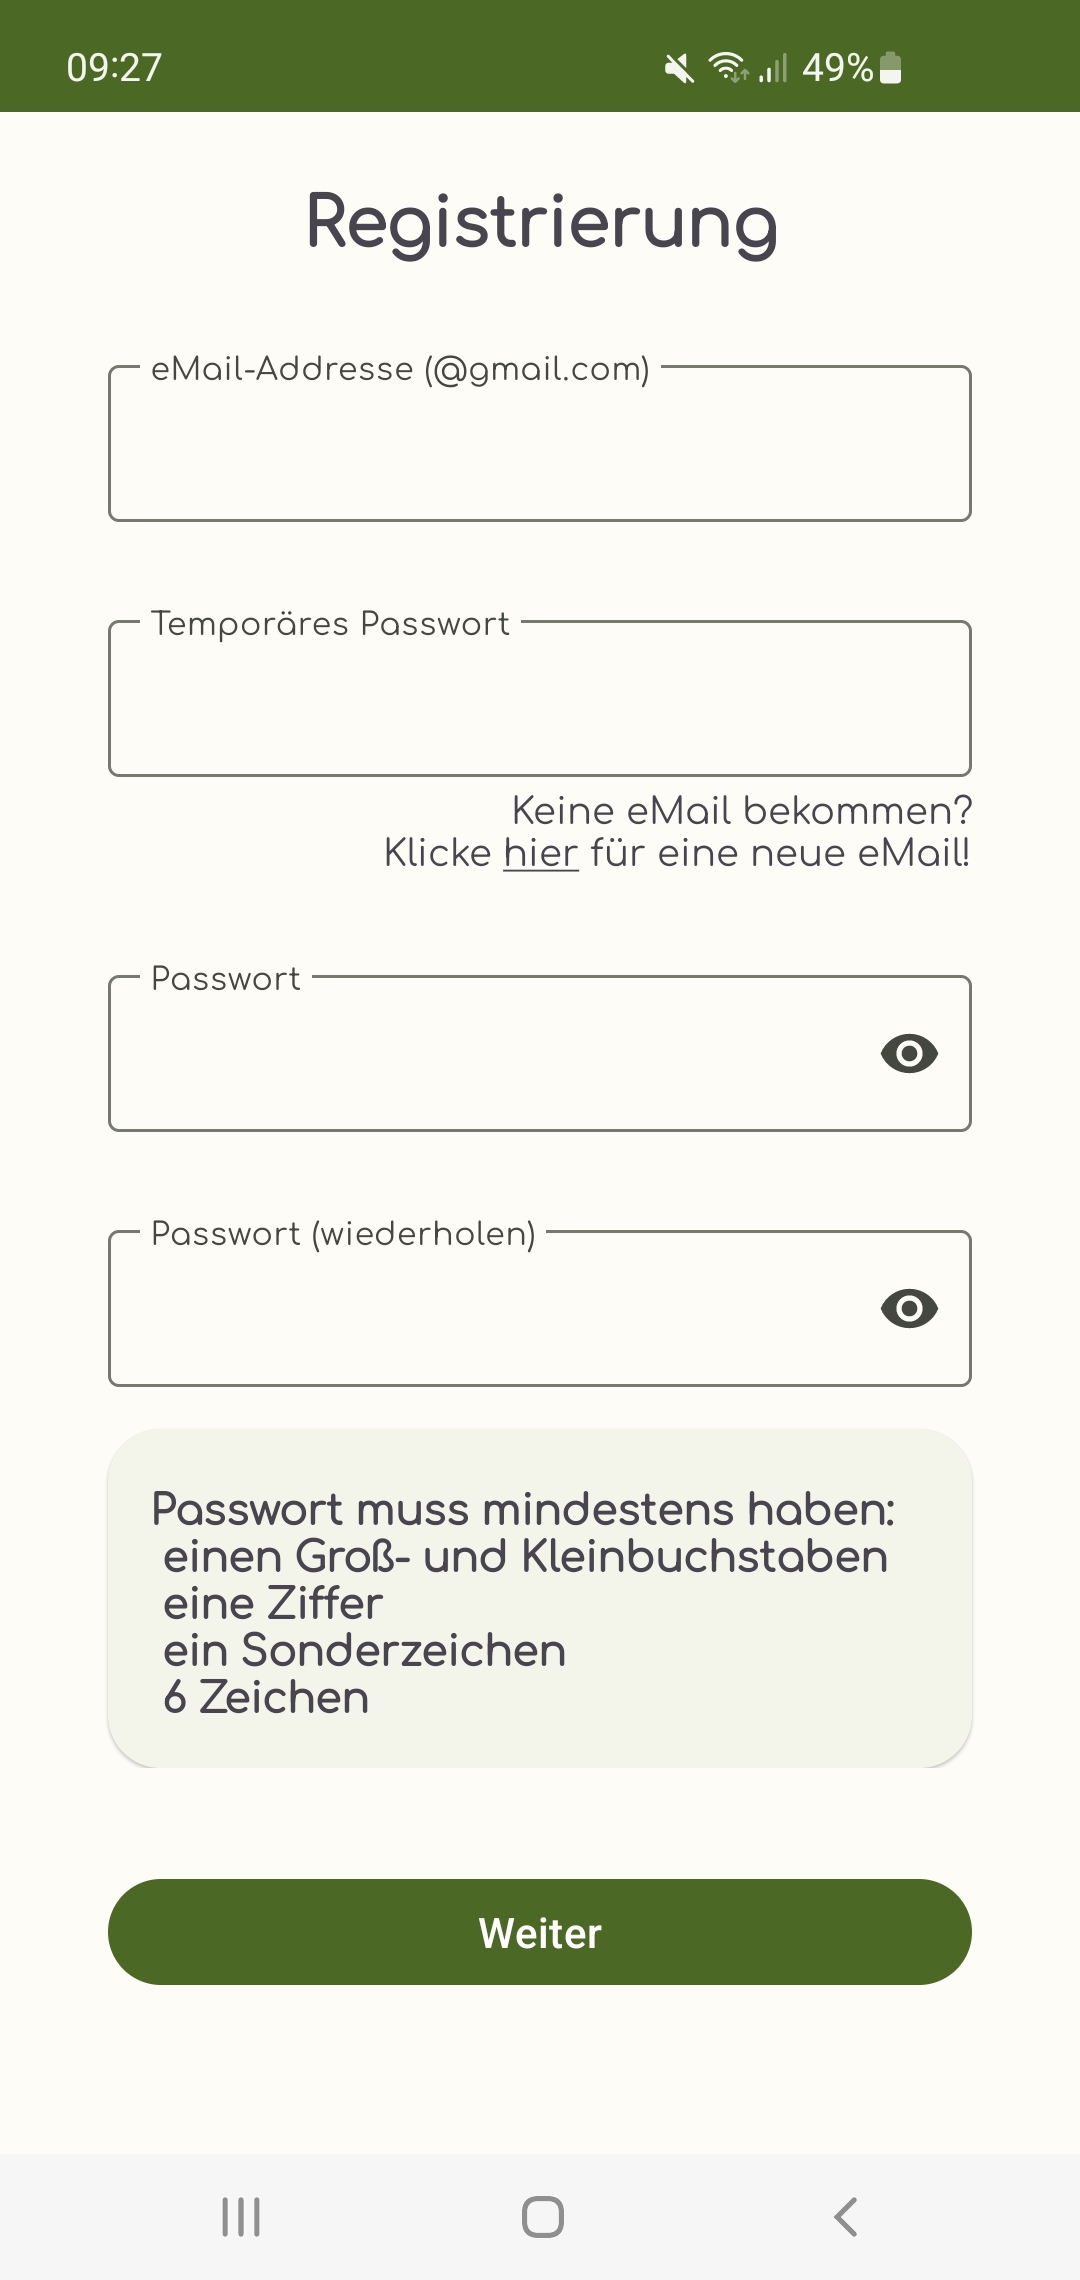 09:27
49%
Registrierung
eMail-Addresse (@gmail.com)
Temporäres Passwort
Keine eMail bekommen?
Klicke hier für eine neue eMail!
Passwort
Passwort (wiederholen)
Passwort muss mindestens haben:
einen Groß- und Kleinbuchstaben
eine Ziffer
ein Sonderzeichen
6 Zeichen
Weiter